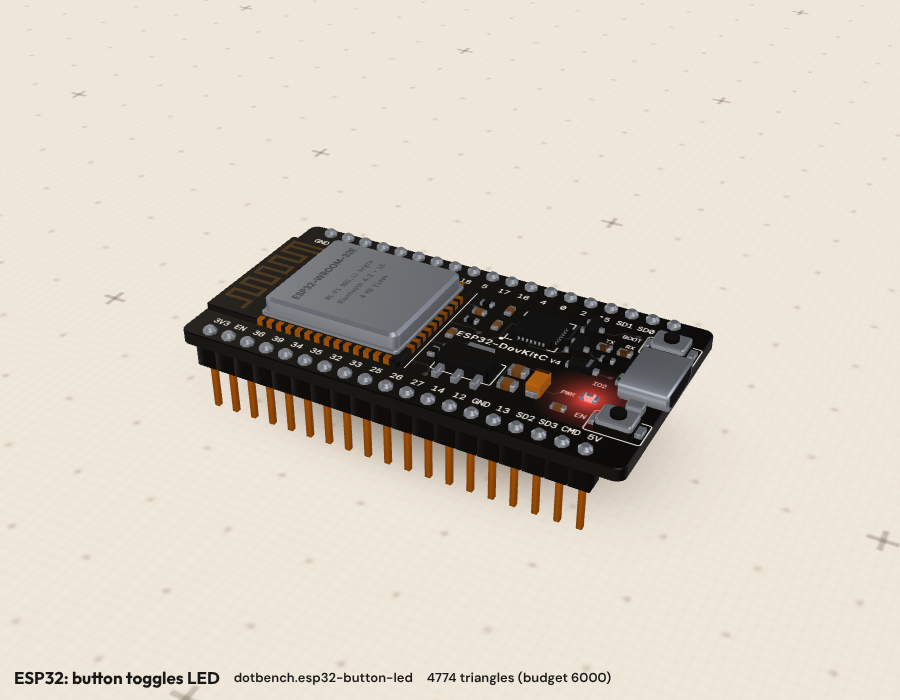 GND
ESP32-WROOM-32E
18 5 17 16 4 0 2 15 SD1 SD0
BOOT
TX RX
ESP32-DevKitC V4
IO2
PWR
EN
3V3 EN 36 39 34 35 32 33 25 26 27 14 12 GND 13 SD2 SD3 CMD 5V
ESP32: button toggles LED dotbench.esp32-button-led 4774 triangles (budget 6000)